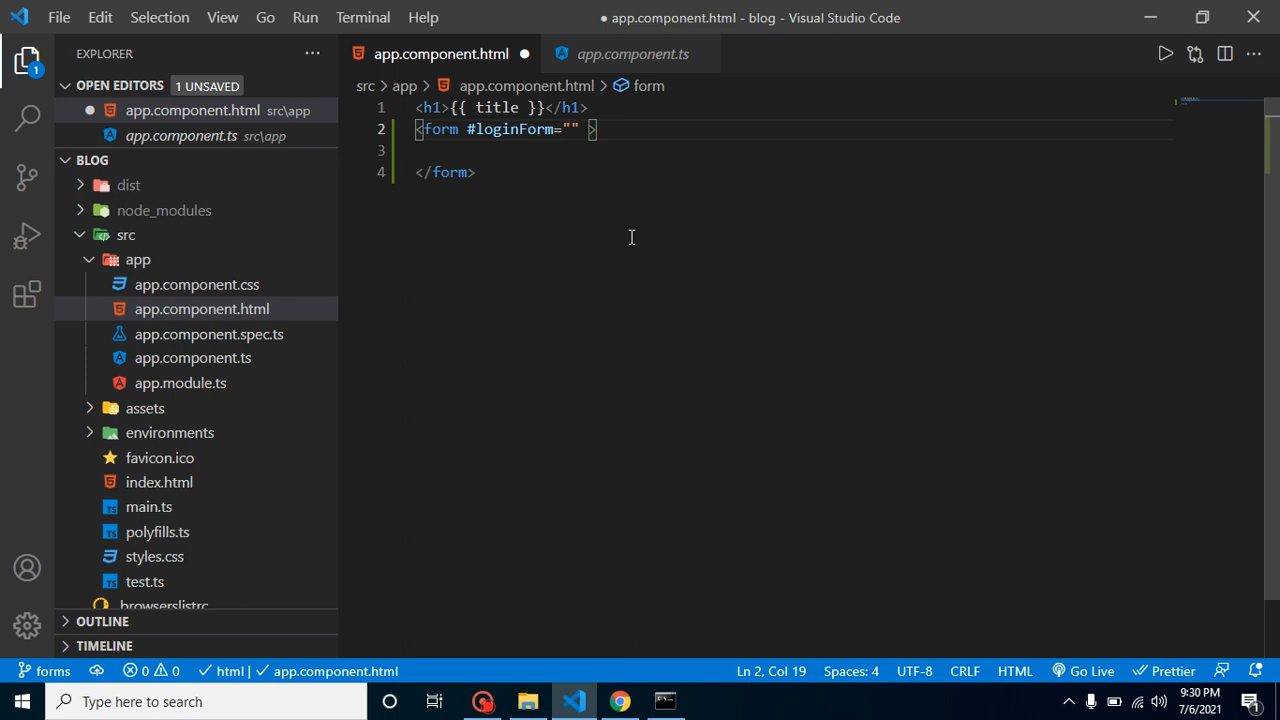 File Edit Selection View Go Run Terminal Help
● app.component.html - blog - Visual Studio Code
EXPLORER
OPEN EDITORS 1 UNSAVED
app.component.html src\app
app.component.ts src\app
BLOG
dist
node_modules
src
app
app.component.css
app.component.html
app.component.spec.ts
app.component.ts
app.module.ts
assets
environments
favicon.ico
index.html
main.ts
polyfills.ts
styles.css
test.ts
.browserslistrc
OUTLINE
TIMELINE
1
app.component.html
app.component.ts
src > app > app.component.html > form
1 <h1>{{ title }}</h1>
2 <form #loginForm="" >
3
4 </form>
forms 0 0 html | app.component.html
Ln 2, Col 19 Spaces: 4 UTF-8 CRLF HTML Go Live Prettier
Type here to search
9:30 PM
7/6/2021
1